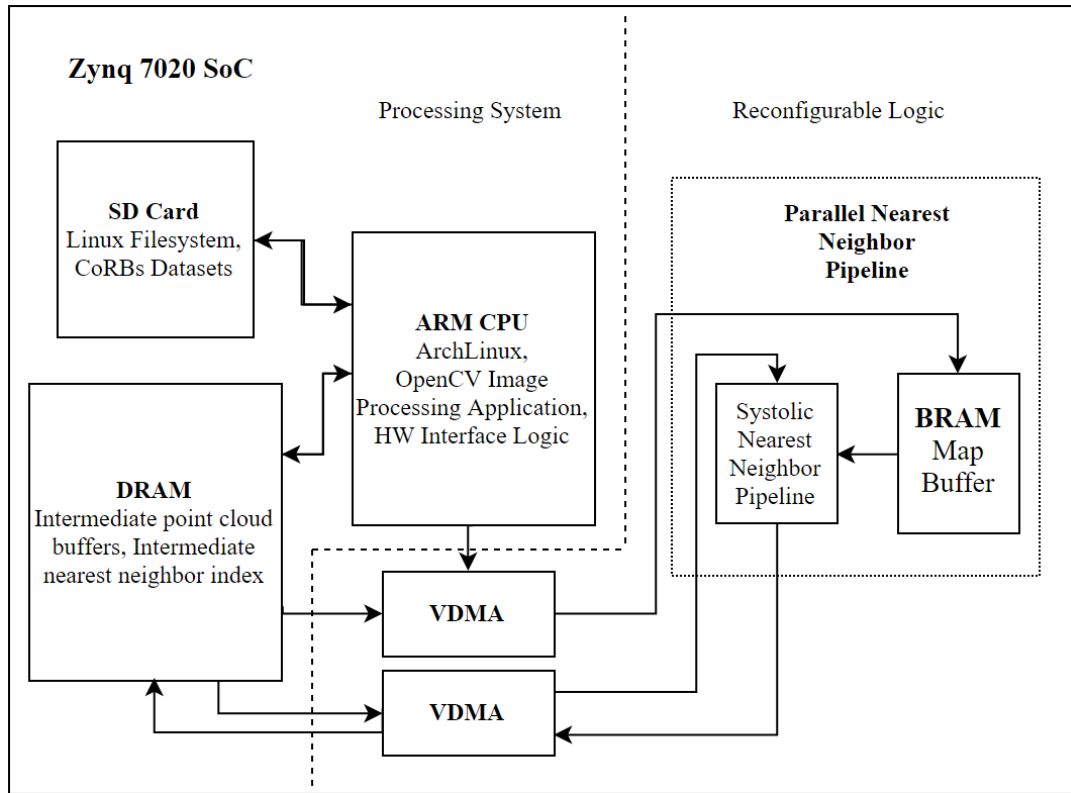 Zynq 7020 SoC
Processing System
Reconfigurable Logic
SD Card
Linux Filesystem,
CoRBs Datasets
ARM CPU
ArchLinux,
OpenCV Image
Processing Application,
HW Interface Logic
DRAM
Intermediate point cloud
buffers, Intermediate
nearest neighbor index
VDMA
VDMA
Parallel Nearest
Neighbor
Pipeline
Systolic
Nearest
Neighbor
Pipeline
BRAM
Map
Buffer